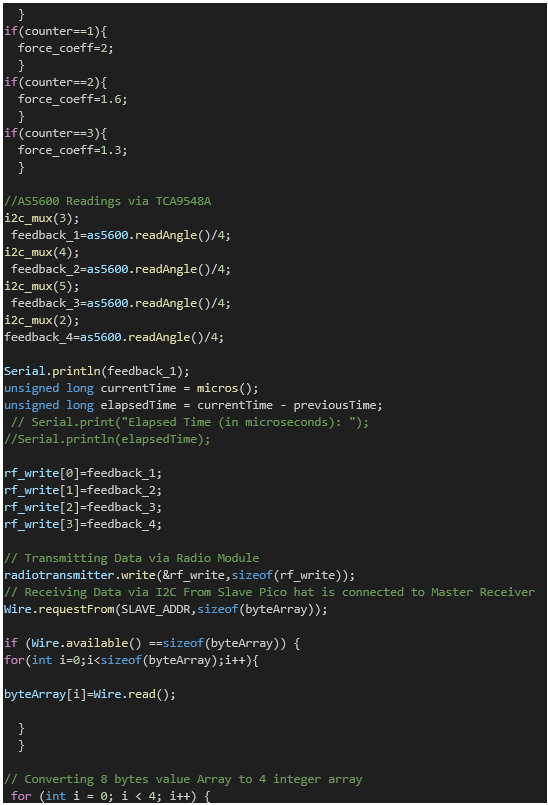 }
if(counter==1){
force_coeff=2;
}
if(counter==2){
force_coeff=1.6;
}
if(counter==3){
force_coeff=1.3;
}
//AS5600 Readings via TCA9548A
i2c_mux(3);
feedback_1=as5600.readAngle()/4;
i2c_mux(4);
feedback_2=as5600.readAngle()/4;
i2c_mux(5);
feedback_3=as5600.readAngle()/4;
i2c_mux(2);
feedback_4=as5600.readAngle()/4;
Serial.println(feedback_1);
unsigned long currentTime = micros();
unsigned long elapsedTime = currentTime - previousTime;
// Serial.print("Elapsed Time (in microseconds): ");
//Serial.println(elapsedTime);
rf_write[0]=feedback_1;
rf_write[1]=feedback_2;
rf_write[2]=feedback_3;
rf_write[3]=feedback_4;
// Transmitting Data via Radio Module
radiotransmitter.write(&rf_write,sizeof(rf_write));
// Receiving Data via I2C From Slave Pico hat is connected to Master Receiver
Wire.requestFrom(SLAVE_ADDR,sizeof(byteArray));
if (Wire.available() ==sizeof(byteArray)) {
for(int i=0;i<sizeof(byteArray);i++){
byteArray[i]=Wire.read();
}
}
// Converting 8 bytes value Array to 4 integer array
for (int i = 0; i < 4; i++) {